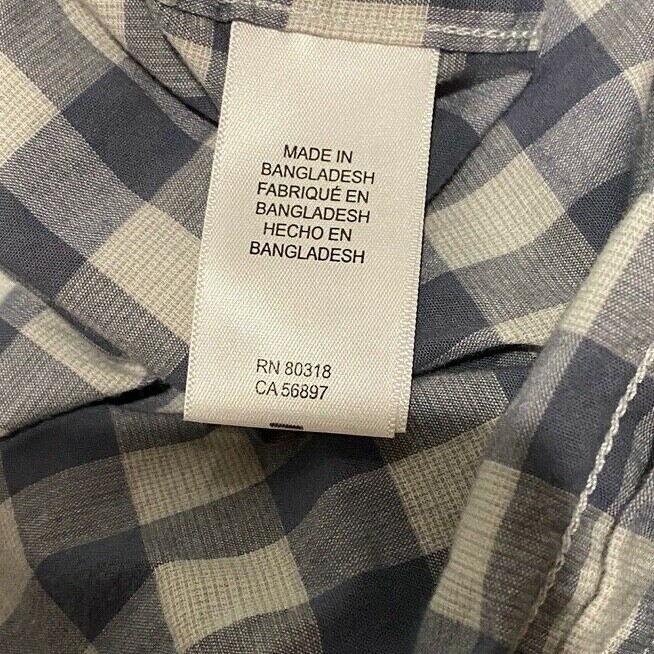 MADE IN
BANGLADESH
FABRIQUÉ EN
BANGLADESH
HECHO EN
BANGLADESH
RN 80318
CA 56897